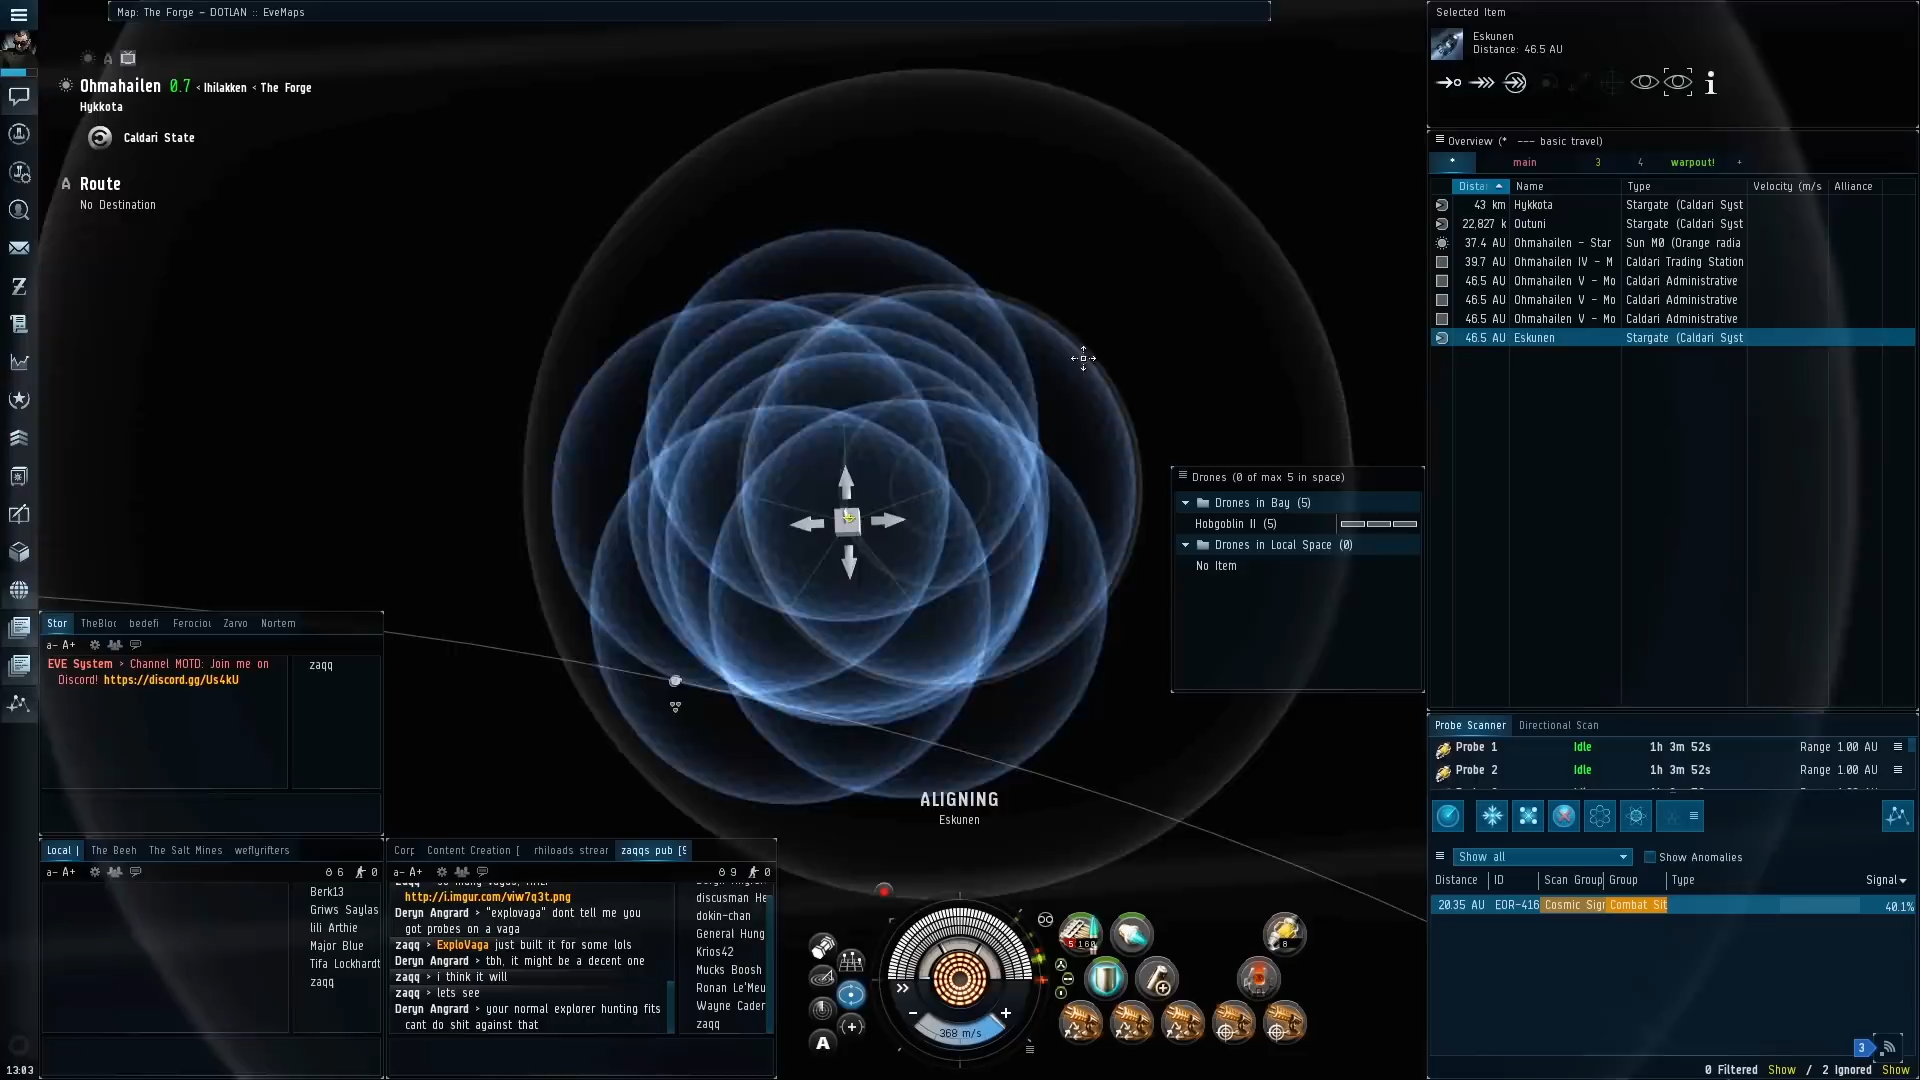 Map: The Forge – DOTLAN :: EveMaps
Ohmahailen 0.7 < Ihilakken < The Forge
Hykkota
Caldari State
A Route
No Destination
Selected Item
Eskunen
Distance: 46.5 AU
Overview (* --- basic travel)
* main 3 4 warpout! +
Dista Name Type Velocity (m/s Alliance
43 km Hykkota Stargate (Caldari Syst
22,827 k Outuni Stargate (Caldari Syst
37.4 AU Ohmahailen - Star Sun M0 (Orange radia
39.7 AU Ohmahailen IV - M Caldari Trading Station
46.5 AU Ohmahailen V - Mo Caldari Administrative
46.5 AU Ohmahailen V - Mo Caldari Administrative
46.5 AU Ohmahailen V - Mo Caldari Administrative
46.5 AU Eskunen Stargate (Caldari Syst
Drones (0 of max 5 in space)
Drones in Bay (5)
Hobgoblin II (5)
Drones in Local Space (0)
No Item
Stor TheBloc bedefi Ferociou Zarvo Nortem
a- A+
EVE System > Channel MOTD: Join me on
Discord! https://discord.gg/Us4kU
zaqq
Probe Scanner Directional Scan
Probe 1 Idle 1h 3m 52s Range 1.00 AU
Probe 2 Idle 1h 3m 52s Range 1.00 AU
Show all Show Anomalies
Distance ID Scan Group Group Type Signal
20.35 AU EOR-416 Cosmic Sign Combat Sit 40.1%
ALIGNING
Eskunen
Local The Beeh The Salt Mines weflyrifters
a- A+ 6 0
Berk13
Griws Saylas
lili Arthie
Major Blue
Tifa Lockhardt
zaqq
Corp Content Creation [ rhiloads strear zaqqs pub [9
a- A+ 9 0
http://i.imgur.com/viw7q3t.png
Deryn Angrard > "explovaga" dont tell me you
got probes on a vaga
zaqq > ExploVaga just built it for some lols
Deryn Angrard > tbh, it might be a decent one
zaqq > i think it will
zaqq > lets see
Deryn Angrard > your normal explorer hunting fits
cant do shit against that
discusman He
dokin-chan
General Hung
Krios42
Mucks Boosh
Ronan Le'Meu
Wayne Cader
zaqq
5 160
8
368 m/s
A
3
13:03
0 Filtered Show / 2 Ignored Show